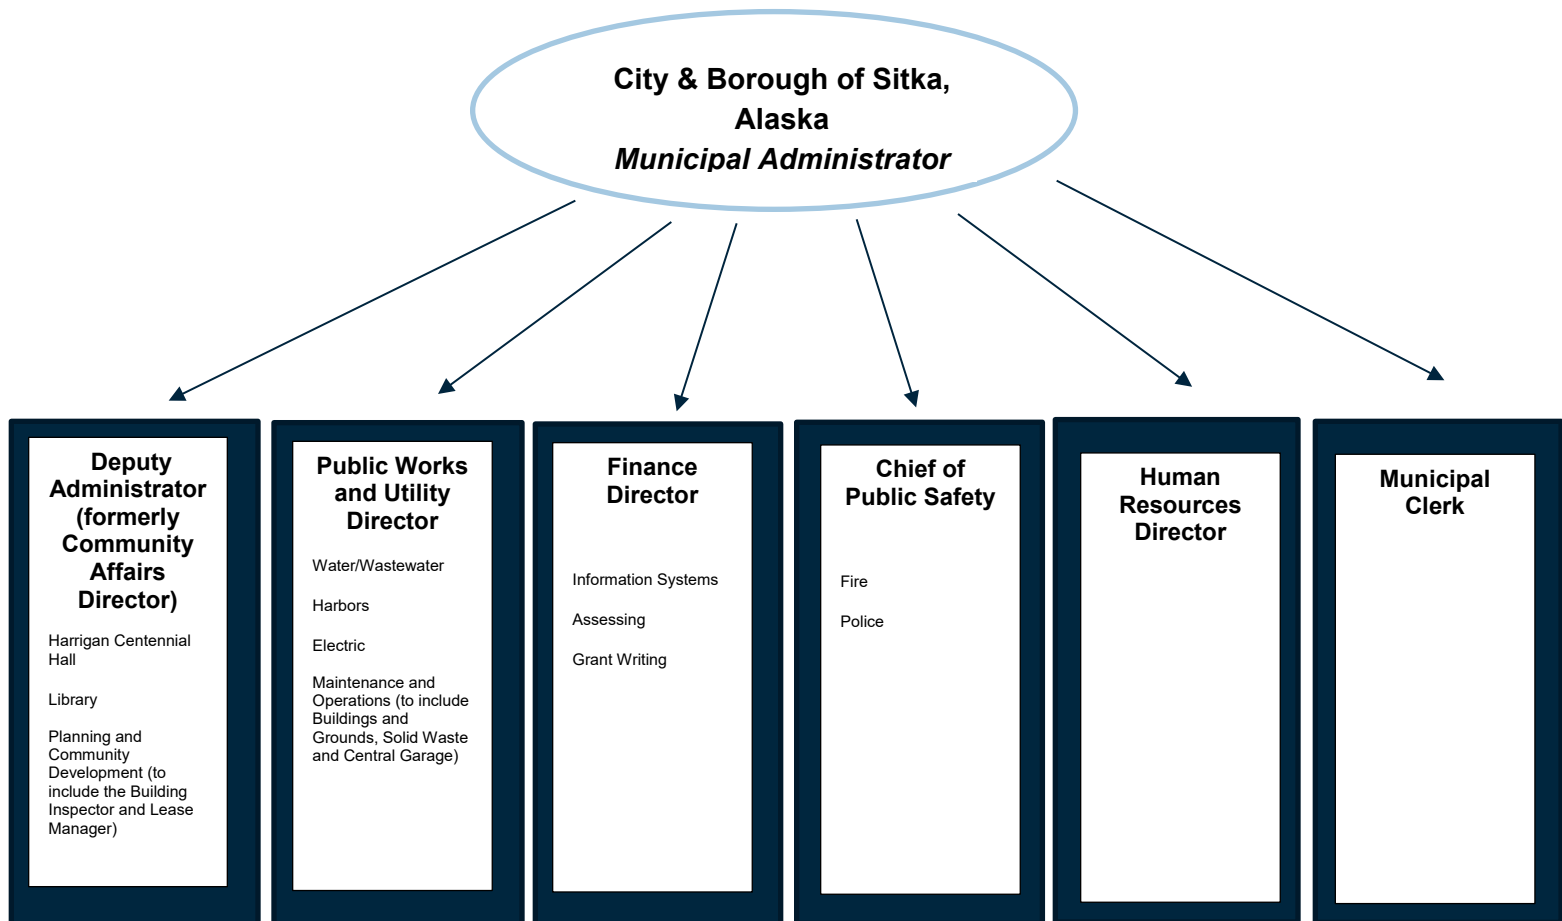 City & Borough of Sitka,
Alaska
Municipal Administrator
Deputy
Administrator
(formerly
Community
Affairs
Director)
Harrigan Centennial
Hall
Library
Planning and
Community
Development (to
include the Building
Inspector and Lease
Manager)
Public Works
and Utility
Director
Water/Wastewater
Harbors
Electric
Maintenance and
Operations (to include
Buildings and
Grounds, Solid Waste
and Central Garage)
Finance
Director
Information Systems
Assessing
Grant Writing
Chief of
Public Safety
Fire
Police
Human
Resources
Director
Municipal
Clerk